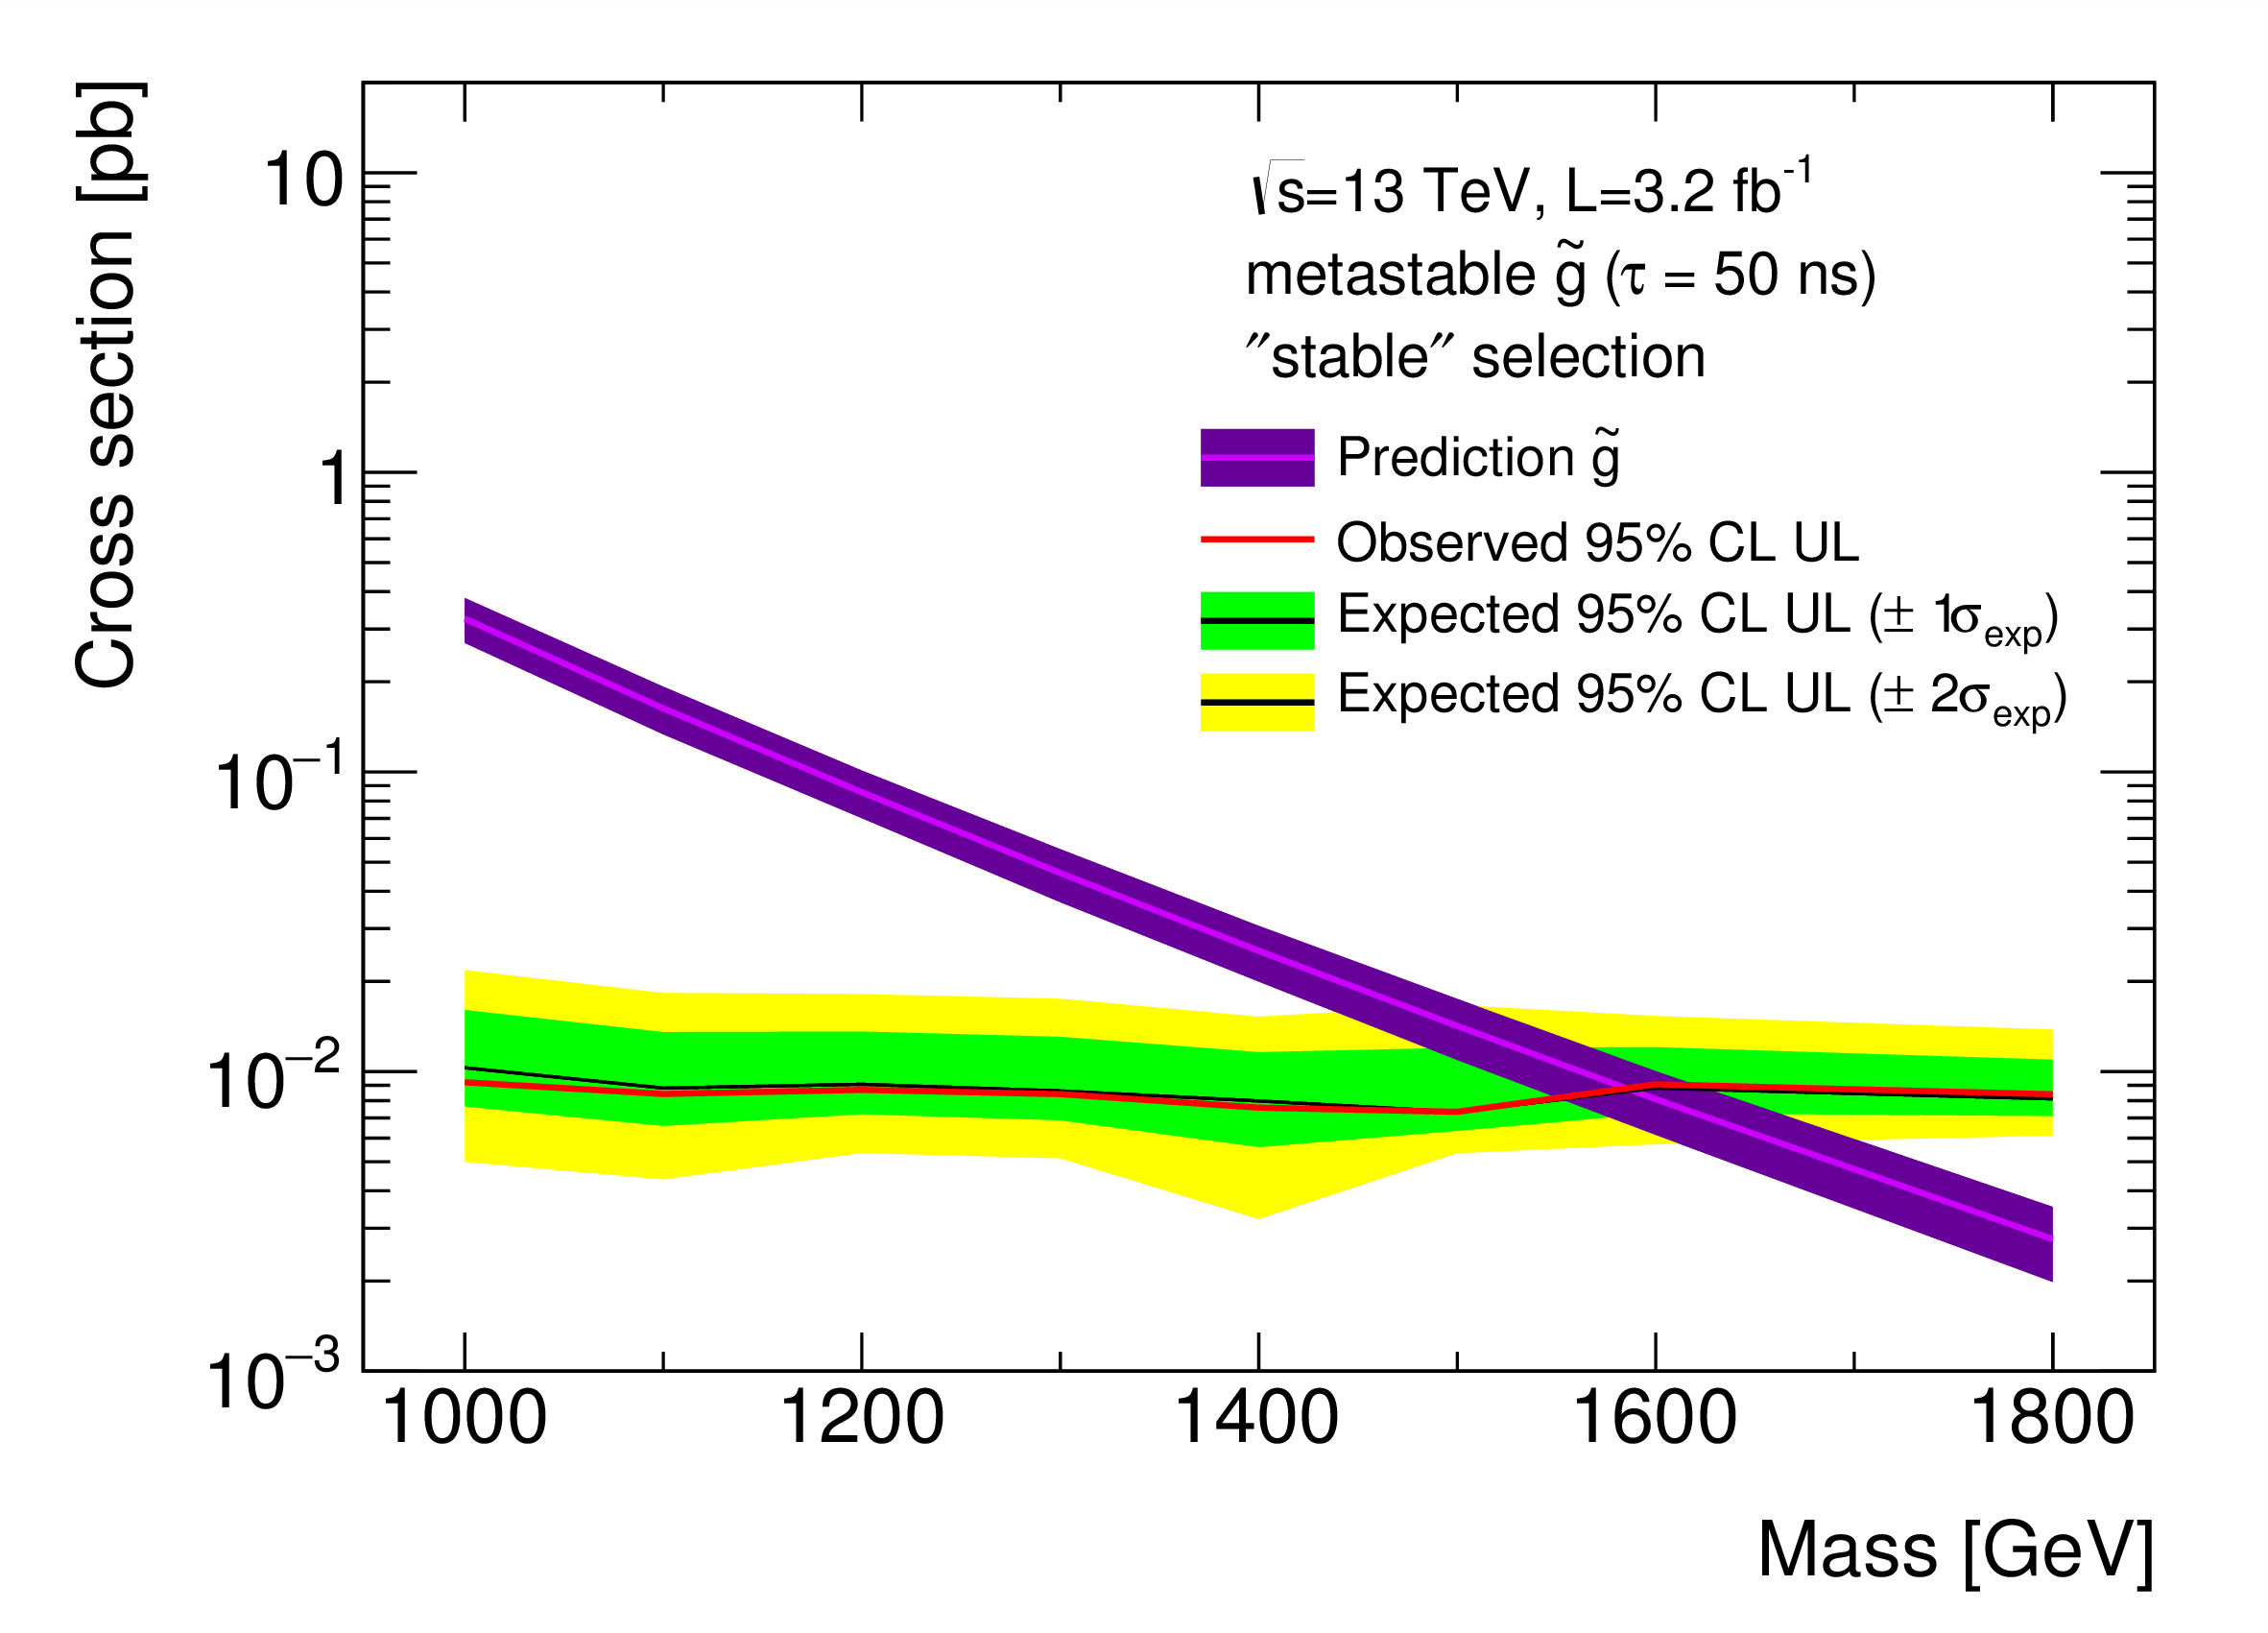 Cross section [pb]
10
1
10⁻¹
10⁻²
10⁻³
√s=13 TeV, L=3.2 fb⁻¹
metastable g̃ (τ = 50 ns)
"stable" selection
Prediction g̃
Observed 95% CL UL
Expected 95% CL UL (± 1σ_exp)
Expected 95% CL UL (± 2σ_exp)
1000 1200 1400 1600 1800
Mass [GeV]